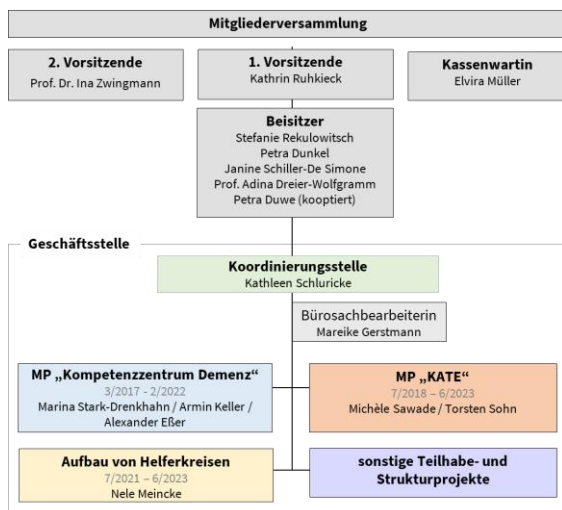 Mitgliederversammlung
2. Vorsitzende
Prof. Dr. Ina Zwingmann
1. Vorsitzende
Kathrin Ruhkieck
Kassenwartin
Elvira Müller
Beisitzer
Stefanie Rekulowitsch
Petra Dunkel
Janine Schiller-De Simone
Prof. Adina Dreier-Wolfgramm
Petra Duwe (kooptiert)
Geschäftsstelle
Koordinierungsstelle
Kathleen Schluricke
Bürosachbearbeiterin
Mareike Gerstmann
MP „Kompetenzzentrum Demenz“
3/2017 - 2/2022
Marina Stark-Drenkhahn / Armin Keller /
Alexander Eßer
MP „KATE“
7/2018 – 6/2023
Michèle Sawade / Torsten Sohn
Aufbau von Helferkreisen
7/2021 – 6/2023
Nele Meincke
sonstige Teilhabe- und
Strukturprojekte